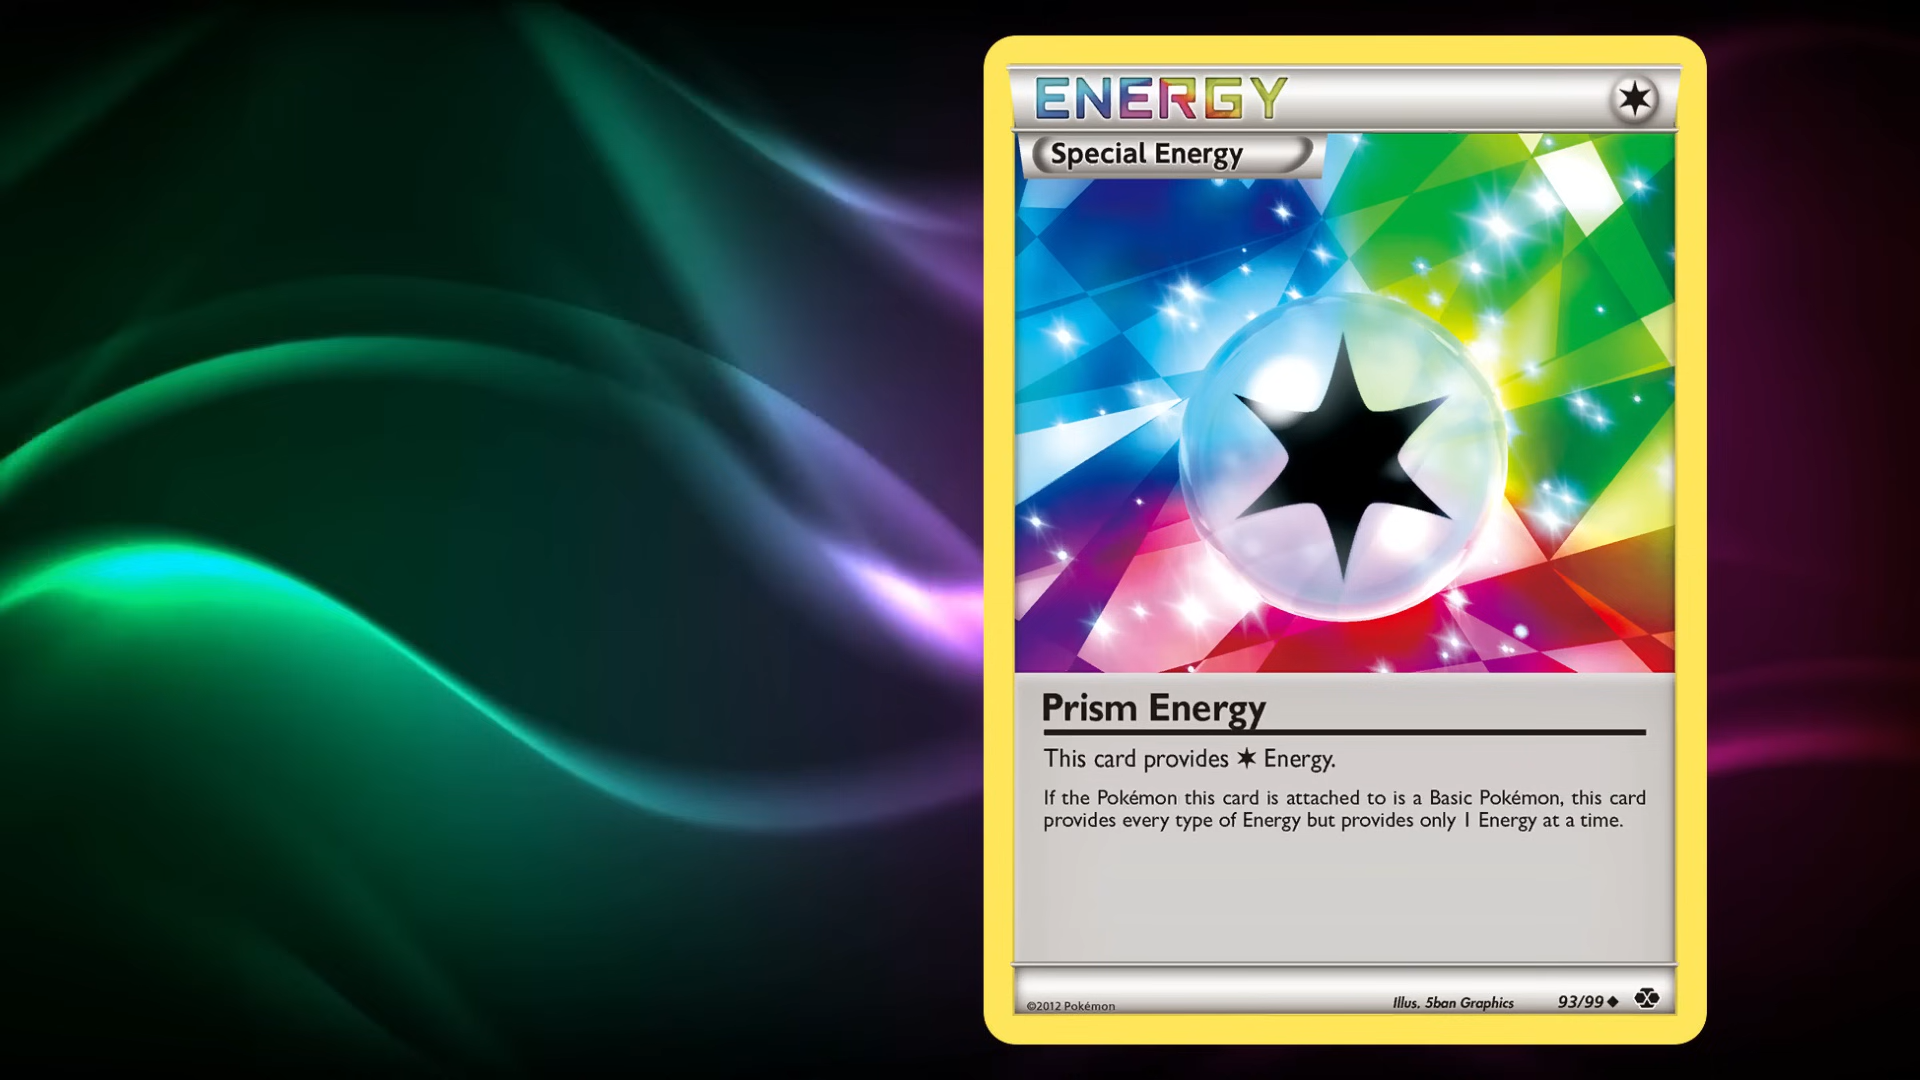 ENERGY
Special Energy
Prism Energy
This card provides ✶ Energy.
If the Pokémon this card is attached to is a Basic Pokémon, this card
provides every type of Energy but provides only 1 Energy at a time.
©2012 Pokémon
Illus. 5ban Graphics
93/99◆